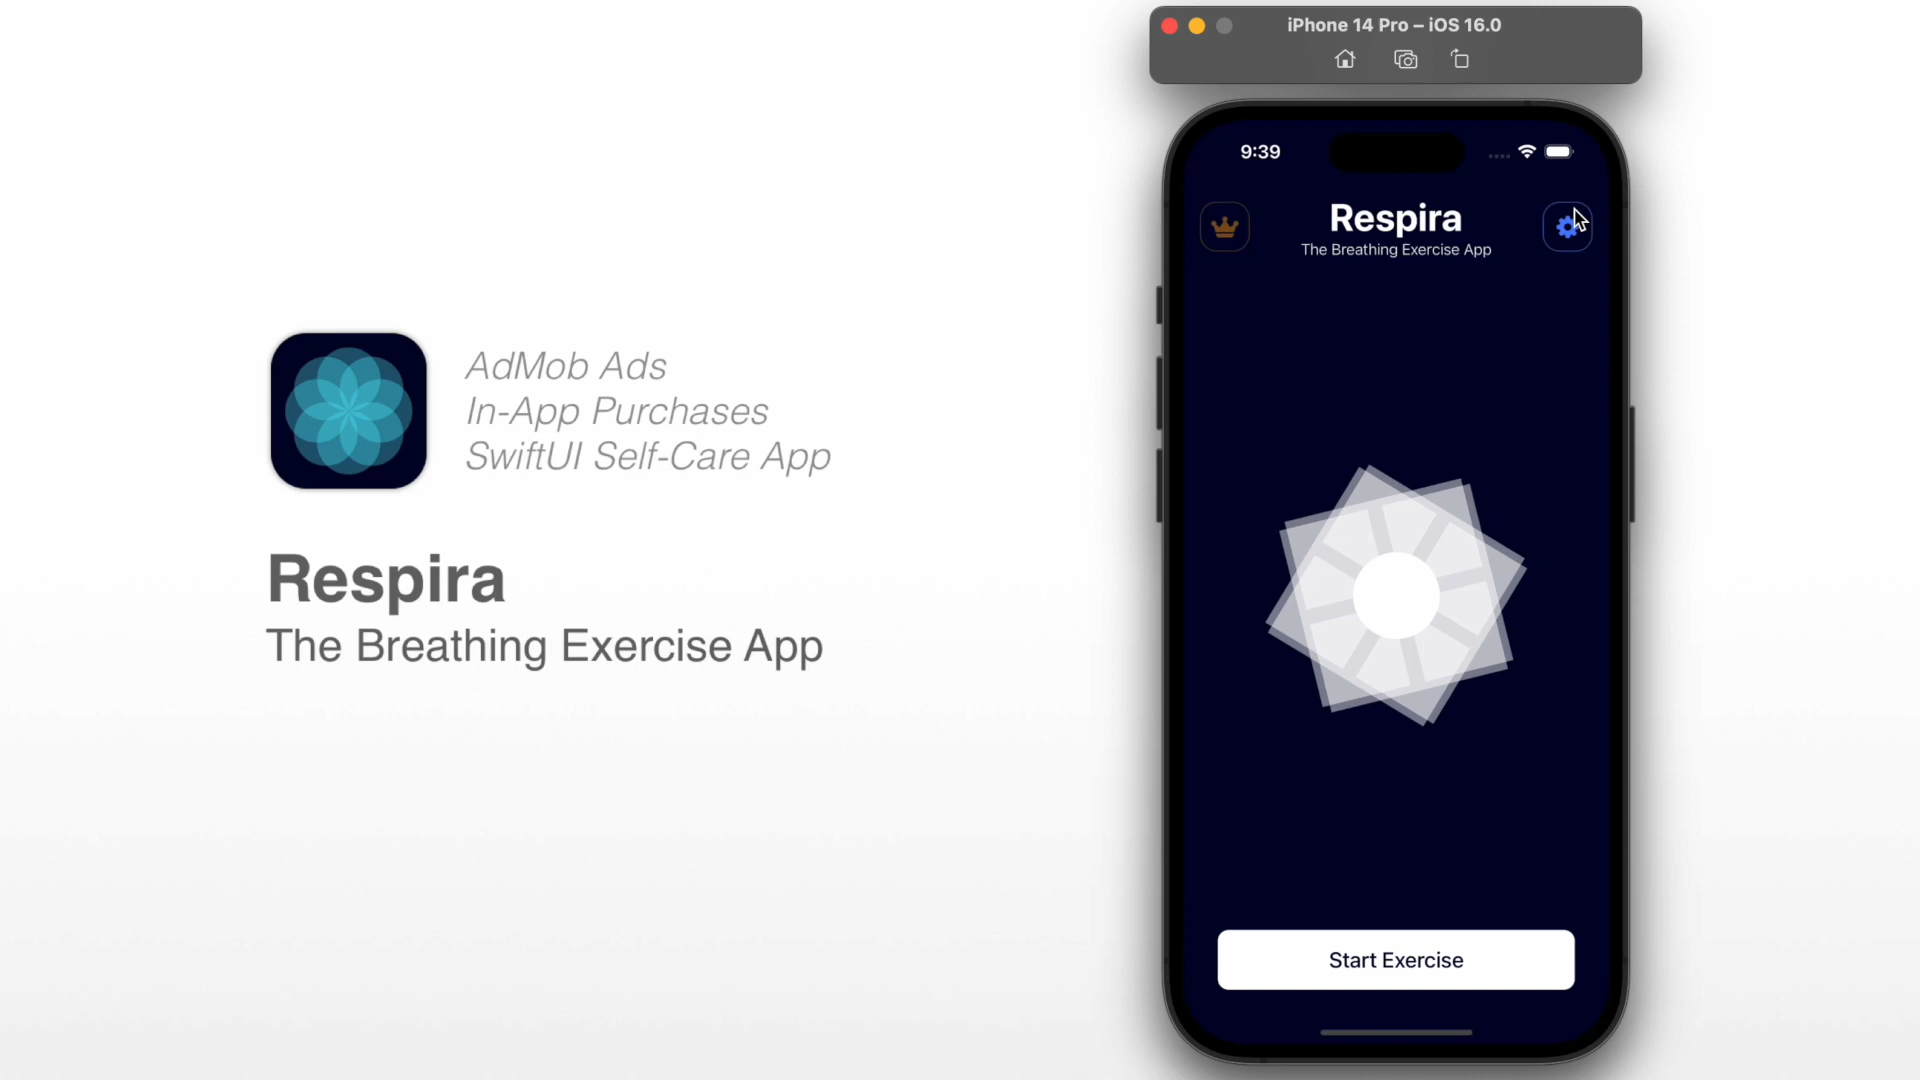 AdMob Ads
In-App Purchases
SwiftUI Self-Care App
Respira
The Breathing Exercise App
iPhone 14 Pro – iOS 16.0
9:39
Respira
The Breathing Exercise App
Start Exercise